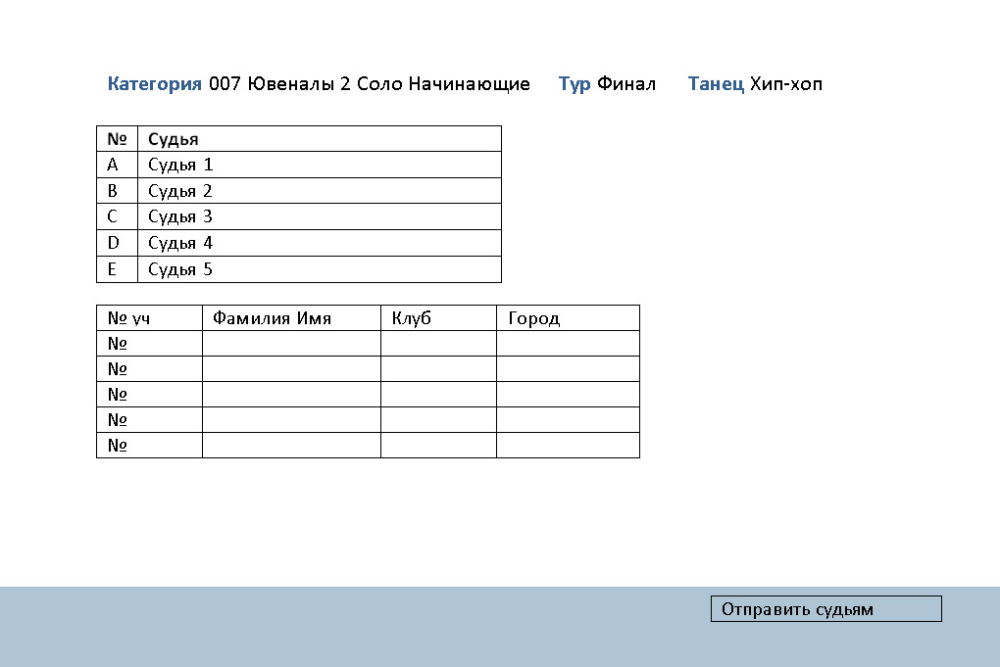 Категория 007 Ювеналы 2 Соло Начинающие Тур Финал Танец Хип-хоп
№ Судья
A Судья 1
B Судья 2
C Судья 3
D Судья 4
E Судья 5
№ уч Фамилия Имя Клуб Город
№
№
№
№
№
Отправить судьям